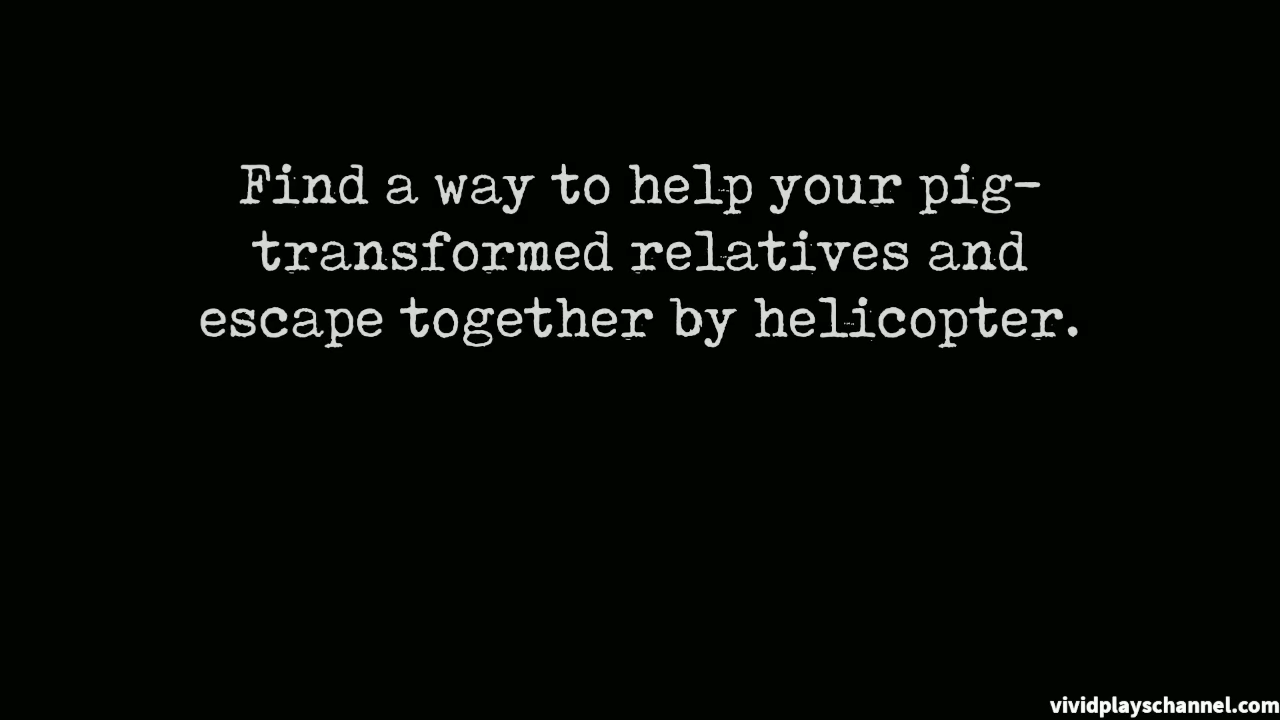 Find a way to help your pig-
transformed relatives and
escape together by helicopter.
vividplayschannel.com